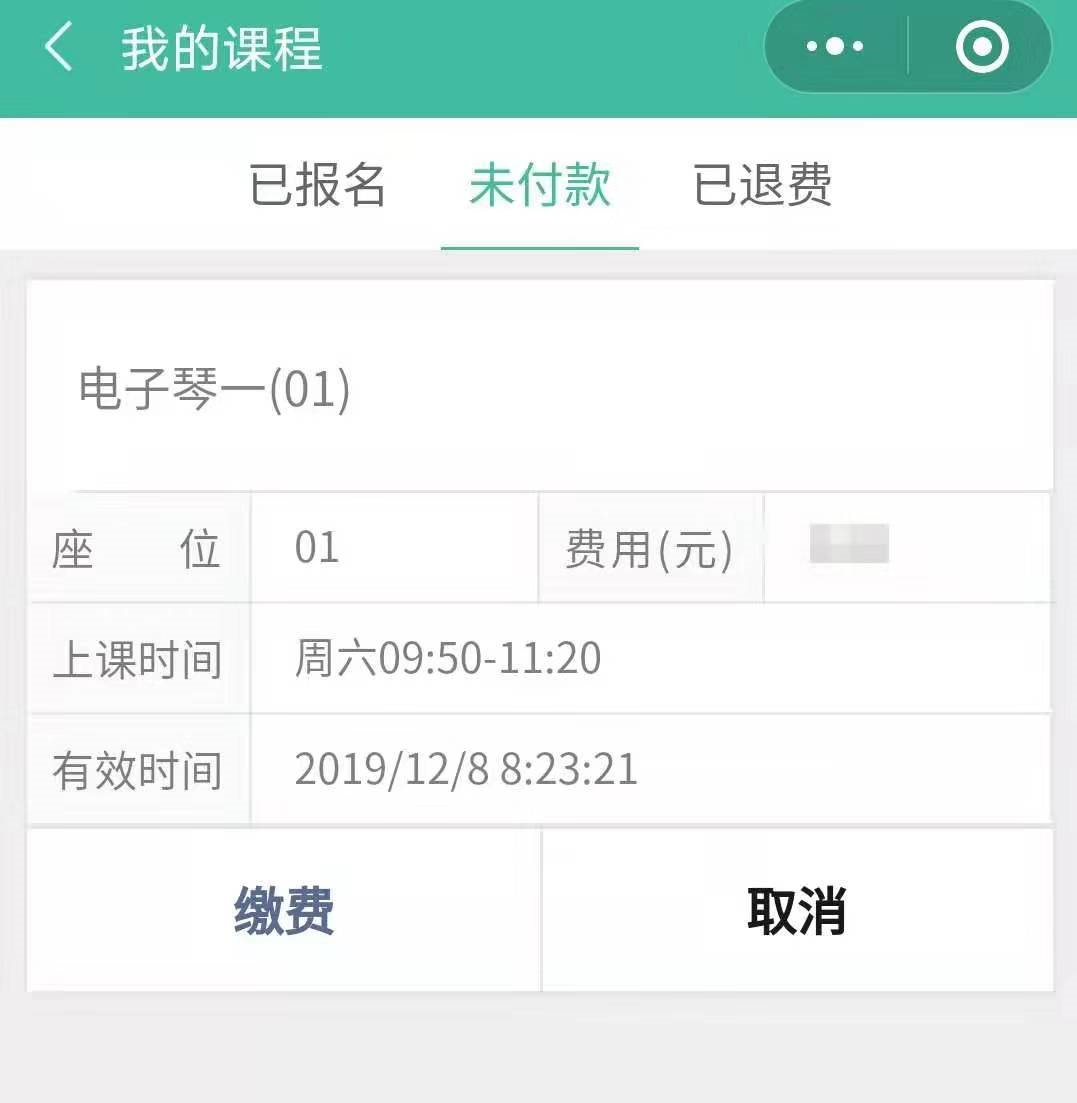 我的课程
已报名 未付款 已退费
电子琴一(01)
座 位 01 费用(元)
上课时间 周六09:50-11:20
有效时间 2019/12/8 8:23:21
缴费 取消